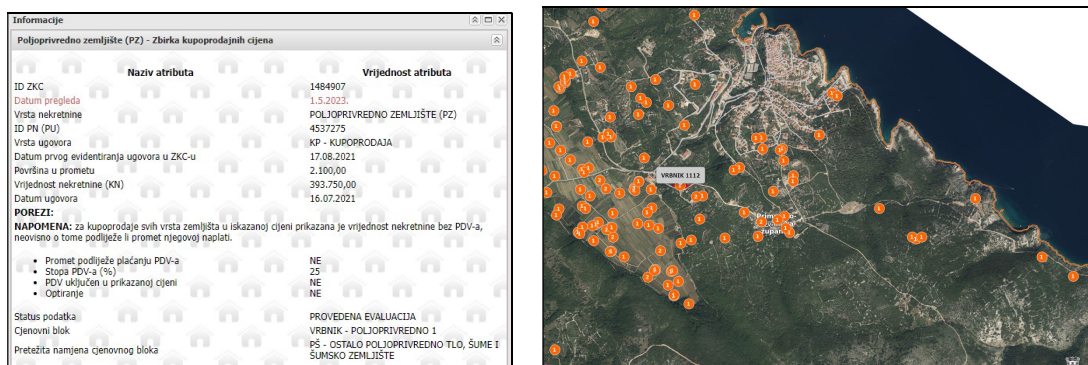 Informacije
Poljoprivredno zemljište (PZ) - Zbirka kupoprodajnih cijena
Naziv atributa Vrijednost atributa
ID ZKC 1484907
Datum pregleda 1.5.2023.
Vrsta nekretnine POLJOPRIVREDNO ZEMLJIŠTE (PZ)
ID PN (PU) 4537275
Vrsta ugovora KP - KUPOPRODAJA
Datum prvog evidentiranja ugovora u ZKC-u 17.08.2021
Površina u prometu 2.100,00
Vrijednost nekretnine (KN) 393.750,00
Datum ugovora 16.07.2021
POREZI:
NAPOMENA: za kupoprodaje svih vrsta zemljišta u iskazanoj cijeni prikazana je vrijednost nekretnine bez PDV-a,
neovisno o tome podliježe li promet njegovoj naplati.
• Promet podliježe plaćanju PDV-a NE
• Stopa PDV-a (%) 25
• PDV uključen u prikazanoj cijeni NE
• Optiranje NE
Status podatka PROVEDENA EVALUACIJA
Cjenovni blok VRBNIK - POLJOPRIVREDNO 1
Pretežita namjena cjenovnog bloka PŠ - OSTALO POLJOPRIVREDNO TLO, ŠUME I
ŠUMSKO ZEMLJIŠTE
VRBNIK 1112